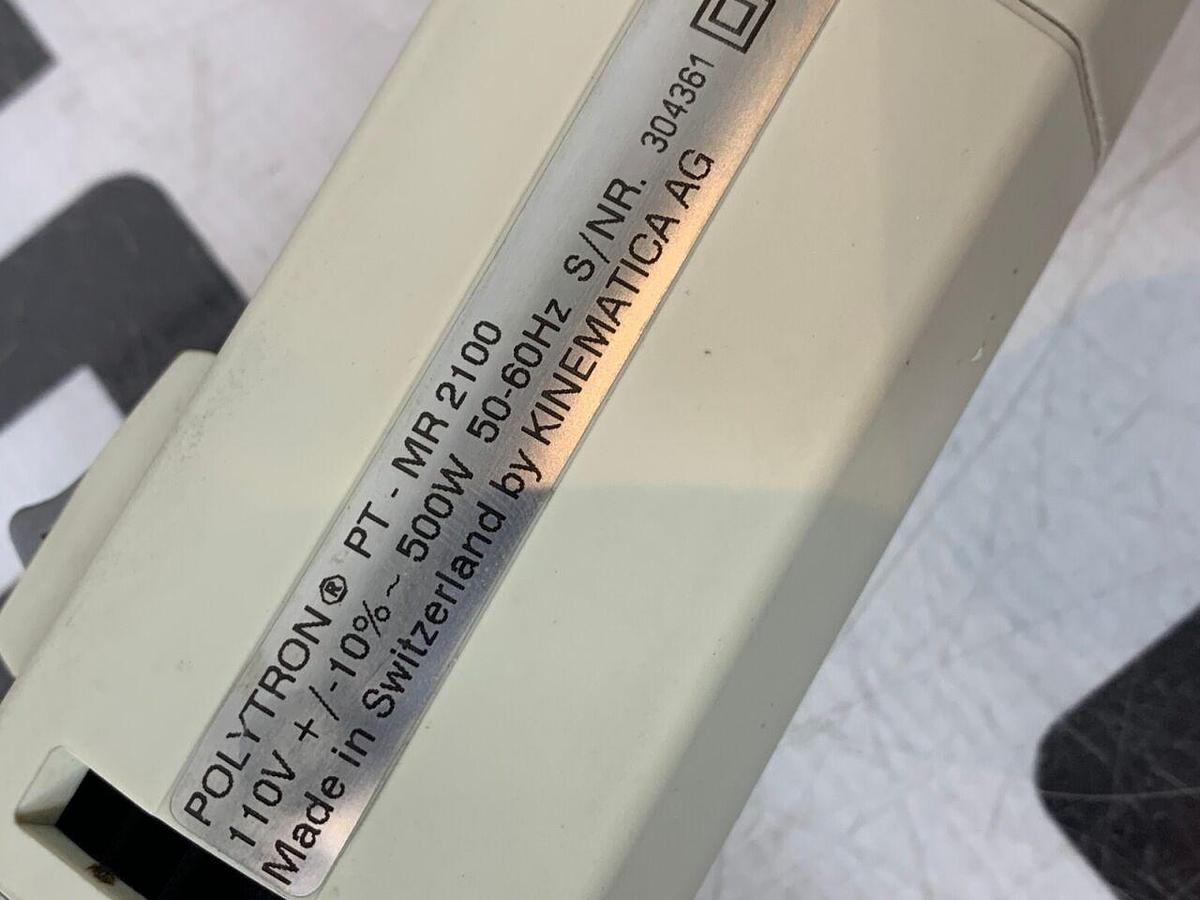 POLYTRON® PT - MR 2100
110V +/-10%~ 500W 50-60Hz S/NR. 304361
Made in Switzerland by KINEMATICA AG